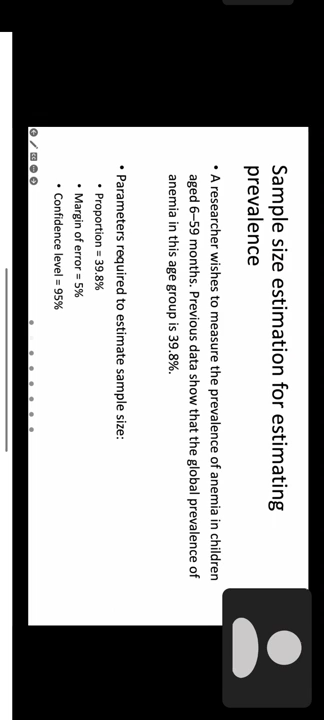 Sample size estimation for estimating
prevalence
• A researcher wishes to measure the prevalence of anemia in children
aged 6–59 months. Previous data show that the global prevalence of
anemia in this age group is 39.8%.
• Parameters required to estimate sample size:
• Proportion = 39.8%
• Margin of error = 5%
• Confidence level = 95%